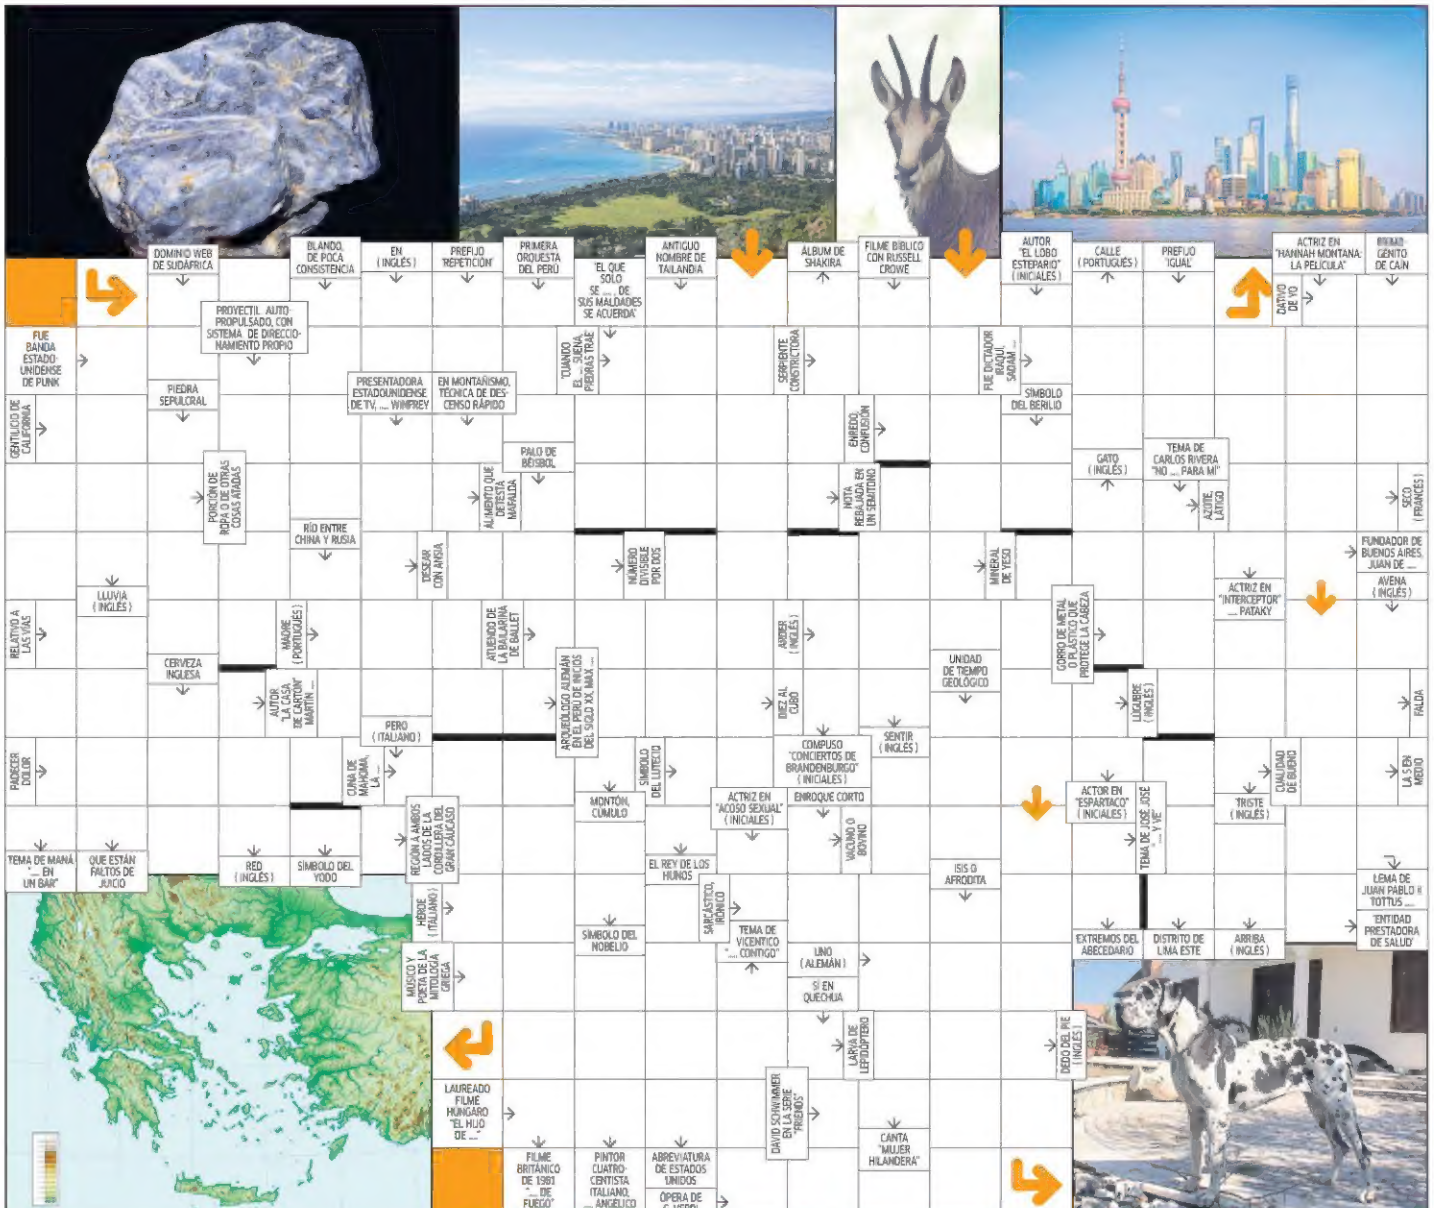 DOMINIO WEB
DE SUDÁFRICA
BLANDO,
DE POCA
CONSISTENCIA
EN
(INGLÉS)
PREFIJO
"REPETICIÓN"
PRIMERA
ORQUESTA
DEL PERÚ
"EL QUE
SOLO
SE .... DE
SUS MALDADES
SE ACUERDA"
ANTIGUO
NOMBRE DE
TAILANDIA
ÁLBUM DE
SHAKIRA
FILME BÍBLICO
CON RUSSELL
CROWE
AUTOR
"EL LOBO
ESTEPARIO"
(INICIALES)
CALLE
(PORTUGUÉS)
PREFIJO
"IGUAL"
DATIVO
DE YO
ACTRIZ EN
"HANNAH MONTANA:
LA PELÍCULA"
GÉNITO
DE CAÍN
FUE
BANDA
ESTADO-
UNIDENSE
DE PUNK
PROYECTIL AUTO-
PROPULSADO, CON
SISTEMA DE DIRECCIO-
NAMIENTO PROPIO
"CUANDO
EL .... SUENA,
PIEDRAS TRAE"
SERPIENTE
CONSTRICTORA
FUE DICTADOR
IRAQUÍ,
SADAM ...
PIEDRA
SEPULCRAL
PRESENTADORA
ESTADOUNIDENSE
DE TV, .... WINFREY
EN MONTAÑISMO,
TÉCNICA DE DES-
CENSO RÁPIDO
SÍMBOLO
DEL BERILIO
GENTILICIO DE
CALIFORNIA
PALO DE
BÉISBOL
ENREDO,
CONFUSIÓN
GATO
(INGLÉS)
TEMA DE
CARLOS RIVERA
"NO .... PARA MÍ"
PORCIÓN DE
ROPA O DE OTRAS
COSAS ATADAS
ALIMENTO QUE
DETESTA
MAFALDA
NOTA
REBAJADA EN
UN SEMITONO
AZOTE,
LÁTIGO
SECO
(FRANCÉS)
RÍO ENTRE
CHINA Y RUSIA
DESEAR
CON ANSIA
NÚMERO
DIVISIBLE
POR DOS
MINERAL
DE YESO
FUNDADOR DE
BUENOS AIRES,
JUAN DE ....
LLUVIA
(INGLÉS)
ACTRIZ EN
"INTERCEPTOR"
.... PATAKY
AVENA
(INGLÉS)
RELATIVO A
LAS VÍAS
MADRE
(PORTUGUÉS)
ATUENDO DE
LA BAILARINA
DE BALLET
ARDER
(INGLÉS)
GORRO DE METAL
O PLÁSTICO QUE
PROTEGE LA CABEZA
CERVEZA
INGLESA
UNIDAD
DE TIEMPO
GEOLÓGICO
AUTOR
"LA CASA
DE CARTÓN"
MARTÍN ...
ARQUEÓLOGO ALEMÁN
EN EL PERÚ DE INICIOS
DEL SIGLO XX, MAX ....
DIEZ AL
CUBO
LÚGUBRE
(INGLÉS)
FALDA
PERO
(ITALIANO)
SENTIR
(INGLÉS)
PADECER
DOLOR
CUNA DE
MAHOMA,
LA ....
SÍMBOLO
DEL LUTECIO
COMPUSO
"CONCIERTOS DE
BRANDENBURGO"
(INICIALES)
CUALIDAD
DE BUENO
LA S EN
MEDIO
MONTÓN,
CÚMULO
ACTRIZ EN
"ACOSO SEXUAL"
(INICIALES)
ENROQUE CORTO
ACTOR EN
"ESPARTACO"
(INICIALES)
TRISTE
(INGLÉS)
REGIÓN A AMBOS
LADOS DE LA
CORDILLERA DEL
GRAN CÁUCASO
VACUNO O
BOVINO
TEMA DE JOSÉ JOSÉ
".... Y VE"
TEMA DE MANÁ
".... EN
UN BAR"
QUE ESTÁN
FALTOS DE
JUICIO
RED
(INGLÉS)
SÍMBOLO DEL
YODO
EL REY DE LOS
HUNOS
ISIS O
AFRODITA
LEMA DE
JUAN PABLO II
TOTTUS ....
HÉROE
(ITALIANO)
SARCÁSTICO,
IRÓNICO
SÍMBOLO DEL
NOBELIO
TEMA DE
VICENTICO
".... CONTIGO"
UNO
(ALEMÁN)
EXTREMOS DEL
ABECEDARIO
DISTRITO DE
LIMA ESTE
ARRIBA
(INGLÉS)
"ENTIDAD
PRESTADORA
DE SALUD"
MÚSICO Y
POETA DE LA
MITOLOGÍA
GRIEGA
SÍ EN
QUECHUA
LARVA DE
LEPIDÓPTERO
DEDO DEL PIE
(INGLÉS)
LAUREADO
FILME
HÚNGARO
"EL HIJO
DE ...."
DAVID SCHWIMMER
EN LA SERIE
"FRIENDS"
CANTA
"MUJER
HILANDERA"
FILME
BRITÁNICO
DE 1981
".... DE
FUEGO"
PINTOR
CUATRO-
CENTISTA
ITALIANO,
.... ANGÉLICO
ABREVIATURA
DE ESTADOS
UNIDOS
ÓPERA DE